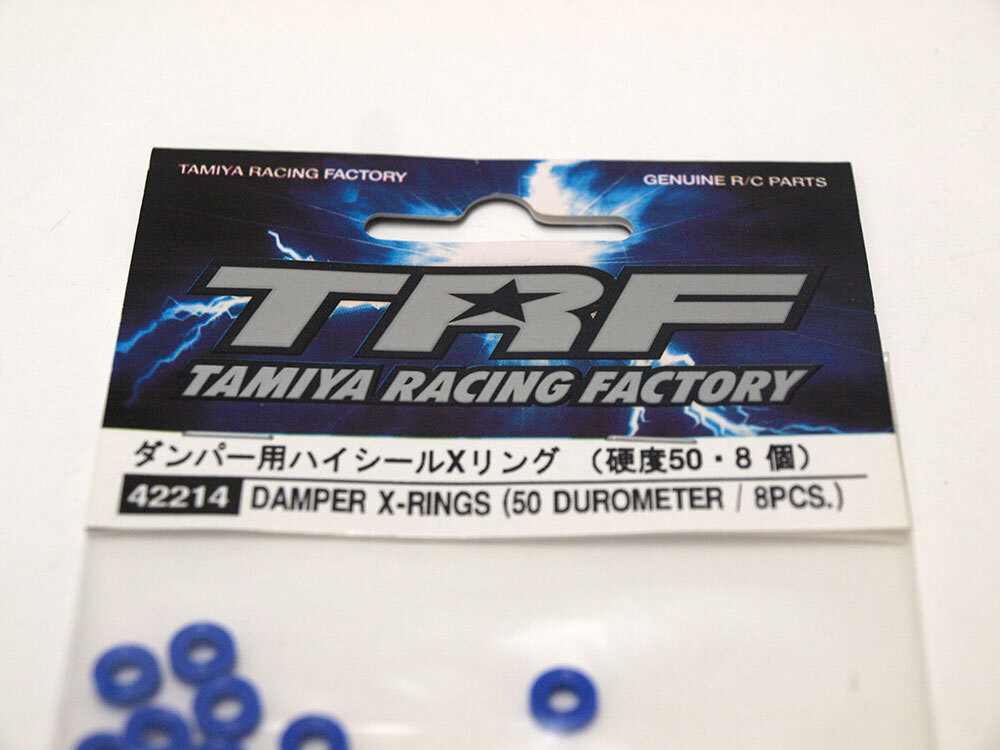 TAMIYA RACING FACTORY
GENUINE R/C PARTS
TRF
TAMIYA RACING FACTORY
ダンパー用ハイシールXリング （硬度50・8 個）
42214 DAMPER X-RINGS (50 DUROMETER / 8PCS.)